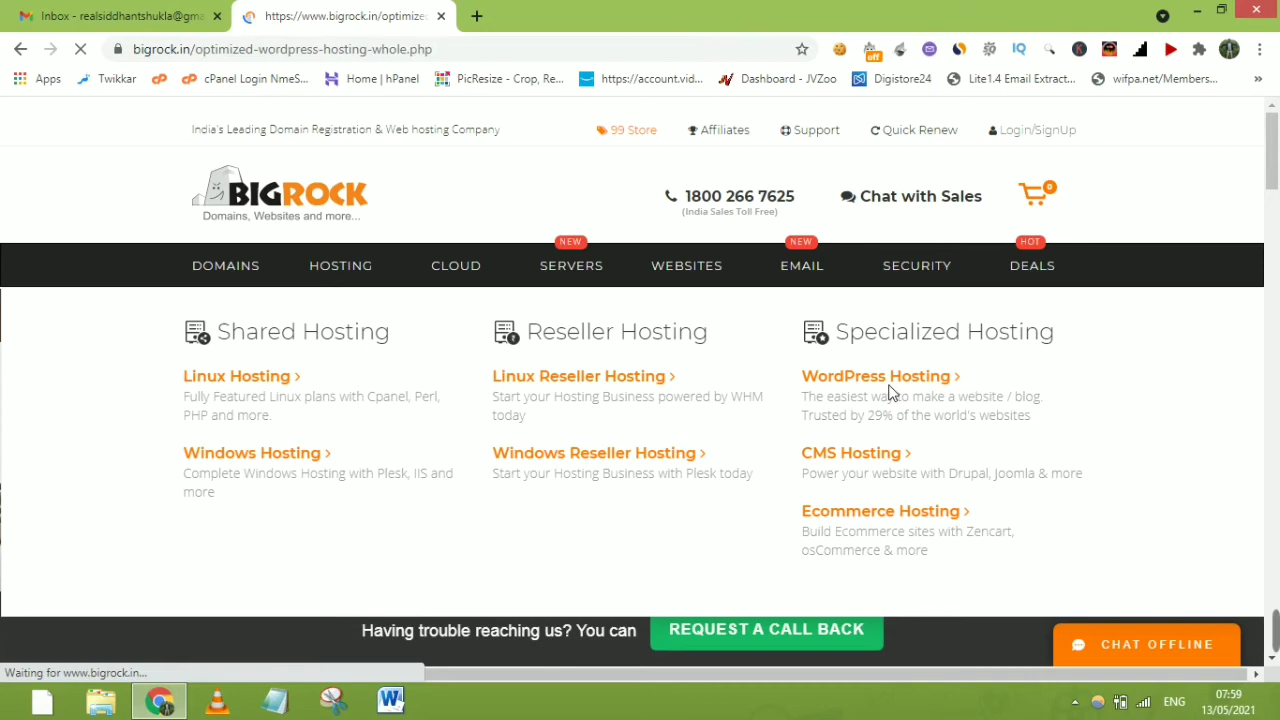 Inbox - realsiddhantshukla@gma
https://www.bigrock.in/optimize
bigrock.in/optimized-wordpress-hosting-whole.php
off
IQ
K
Apps
Twikkar
cPanel Login NmeS...
Home | hPanel
PicResize - Crop, Re...
https://account.vid...
Dashboard - JVZoo
Digistore24
Lite1.4 Email Extract...
wifpa.net/Members...
»
India's Leading Domain Registration & Web hosting Company
99 Store
Affiliates
Support
Quick Renew
Login/SignUp
BIGROCK
Domains, Websites and more...
1800 266 7625
(India Sales Toll Free)
Chat with Sales
0
NEW
NEW
HOT
DOMAINS
HOSTING
CLOUD
SERVERS
WEBSITES
EMAIL
SECURITY
DEALS
Shared Hosting
Linux Hosting ›
Fully Featured Linux plans with Cpanel, Perl,
PHP and more.
Windows Hosting ›
Complete Windows Hosting with Plesk, IIS and
more
Reseller Hosting
Linux Reseller Hosting ›
Start your Hosting Business powered by WHM
today
Windows Reseller Hosting ›
Start your Hosting Business with Plesk today
Specialized Hosting
WordPress Hosting ›
The easiest way to make a website / blog.
Trusted by 29% of the world's websites
CMS Hosting ›
Power your website with Drupal, Joomla & more
Ecommerce Hosting ›
Build Ecommerce sites with Zencart,
osCommerce & more
Having trouble reaching us? You can
REQUEST A CALL BACK
CHAT OFFLINE
Waiting for www.bigrock.in...
ENG
07:59
13/05/2021